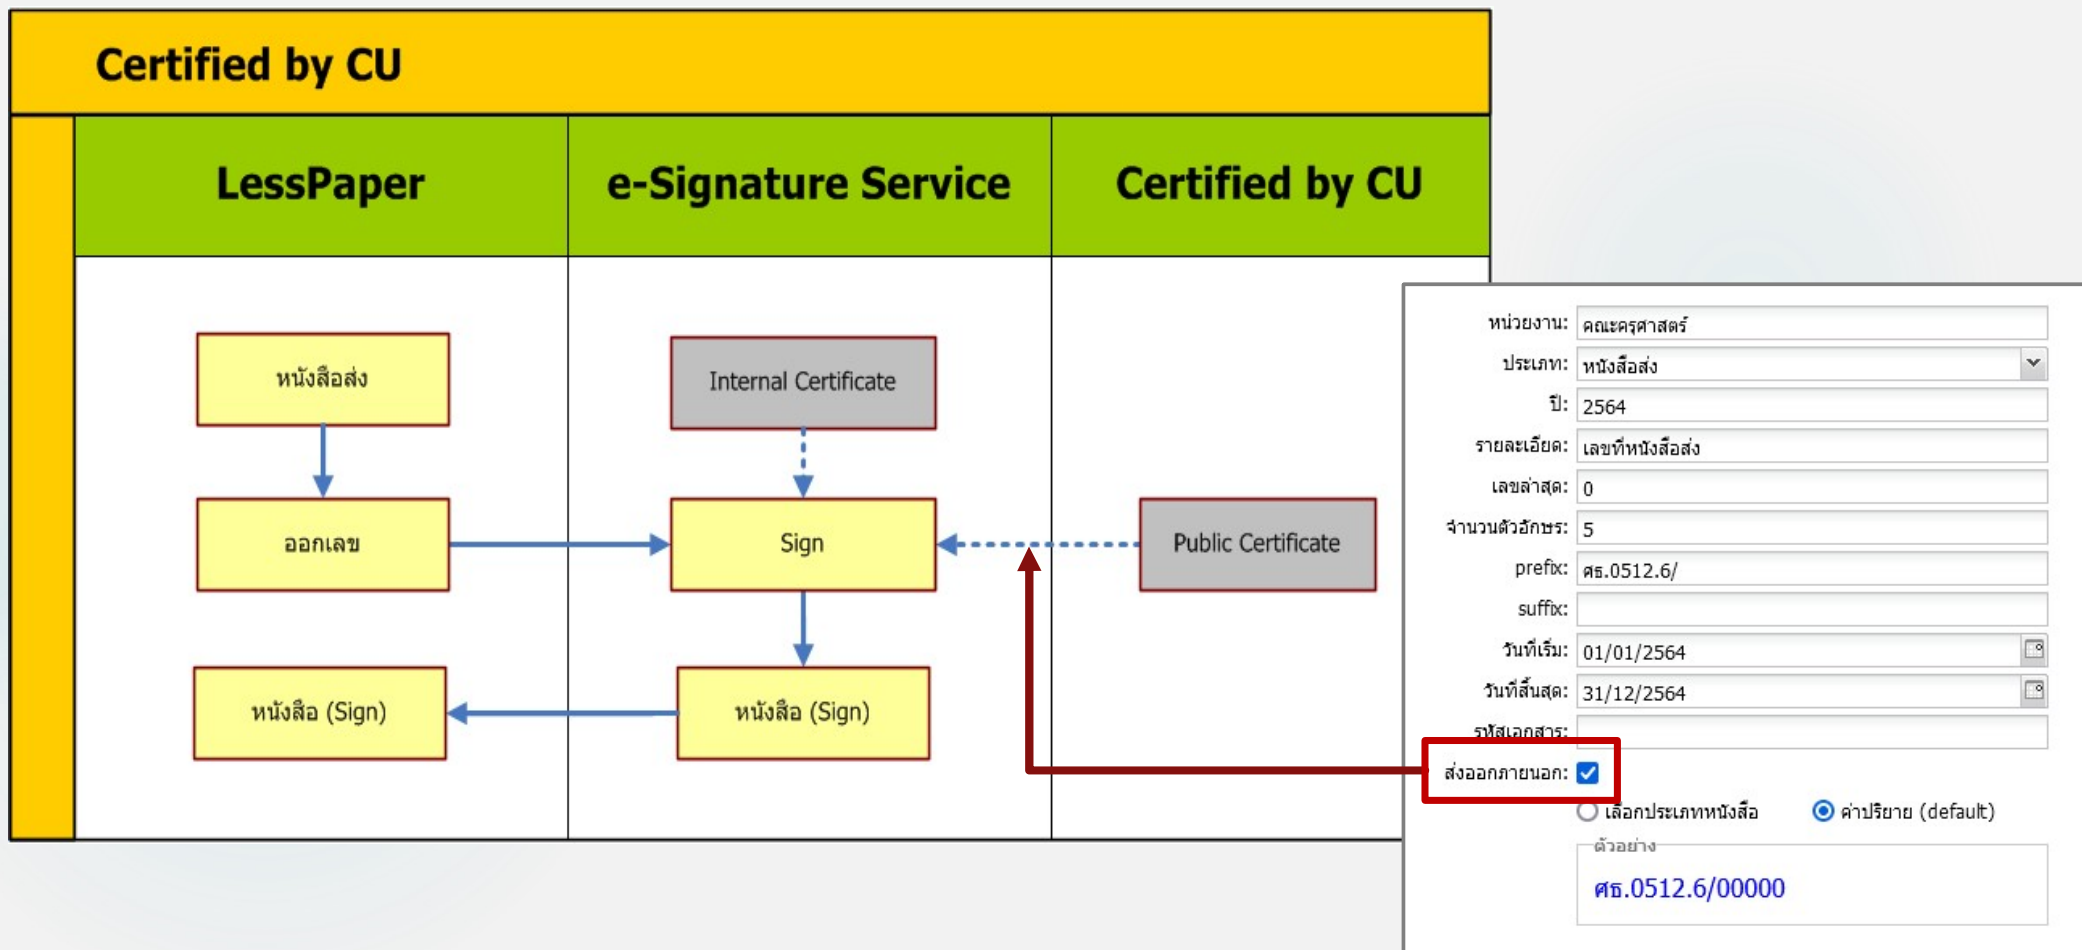 Certified by CU
LessPaper
e-Signature Service
Certified by CU
หนังสือส่ง
Internal Certificate
ออกเลข
Sign
Public Certificate
หนังสือ (Sign)
หนังสือ (Sign)
หน่วยงาน: คณะครุศาสตร์
ประเภท: หนังสือส่ง
ปี: 2564
รายละเอียด: เลขที่หนังสือส่ง
เลขล่าสุด: 0
จำนวนตัวอักษร: 5
prefix: ศธ.0512.6/
suffix:
วันที่เริ่ม: 01/01/2564
วันที่สิ้นสุด: 31/12/2564
รหัสเอกสาร:
ส่งออกภายนอก:
เลือกประเภทหนังสือ ค่าปริยาย (default)
ตัวอย่าง
ศธ.0512.6/00000